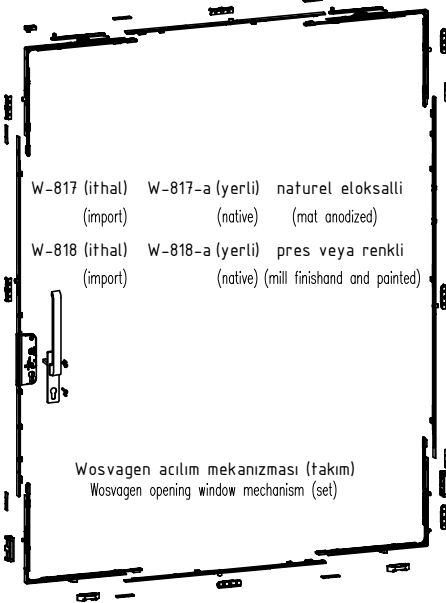 W-817 (ithal) W-817-a (yerli) naturel eloksalli
(import) (native) (mat anodized)
W-818 (ithal) W-818-a (yerli) pres veya renkli
(import) (native) (mill finishand and painted)
Wosvagen acılım mekanızması (takım)
Wosvagen opening window mechanism (set)